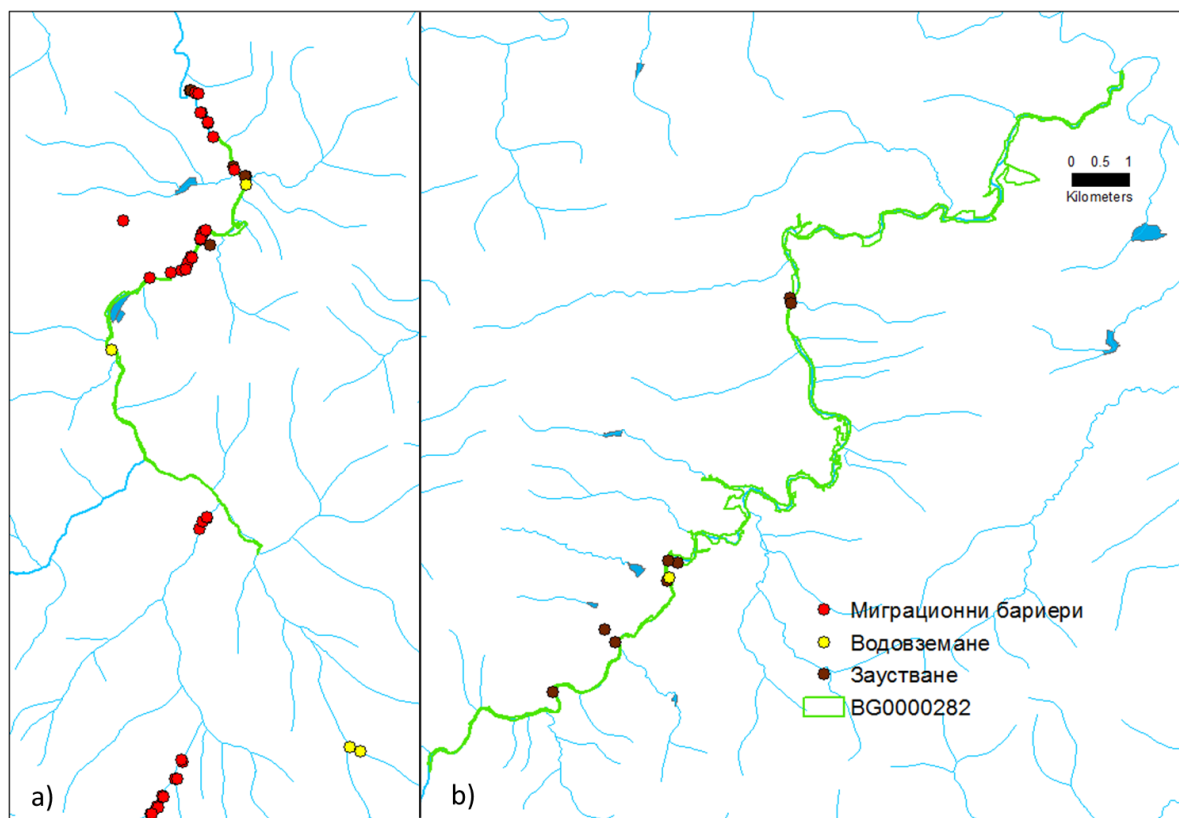 0 0.5 1
Kilometers
Миграционни бариери
Водовземане
Заустване
BG0000282
a)
b)